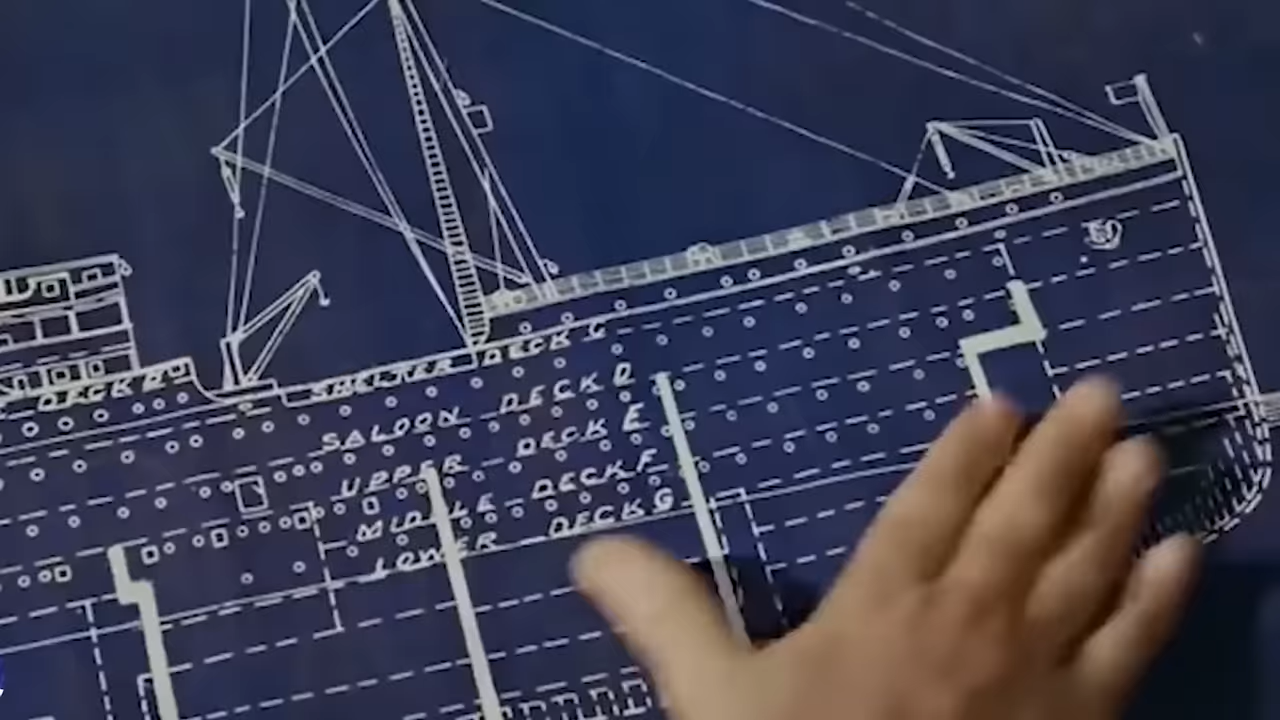 DECK B
SHELTER DECK C
SALOON DECK D
UPPER DECK E
MIDDLE DECK F
LOWER DECK G